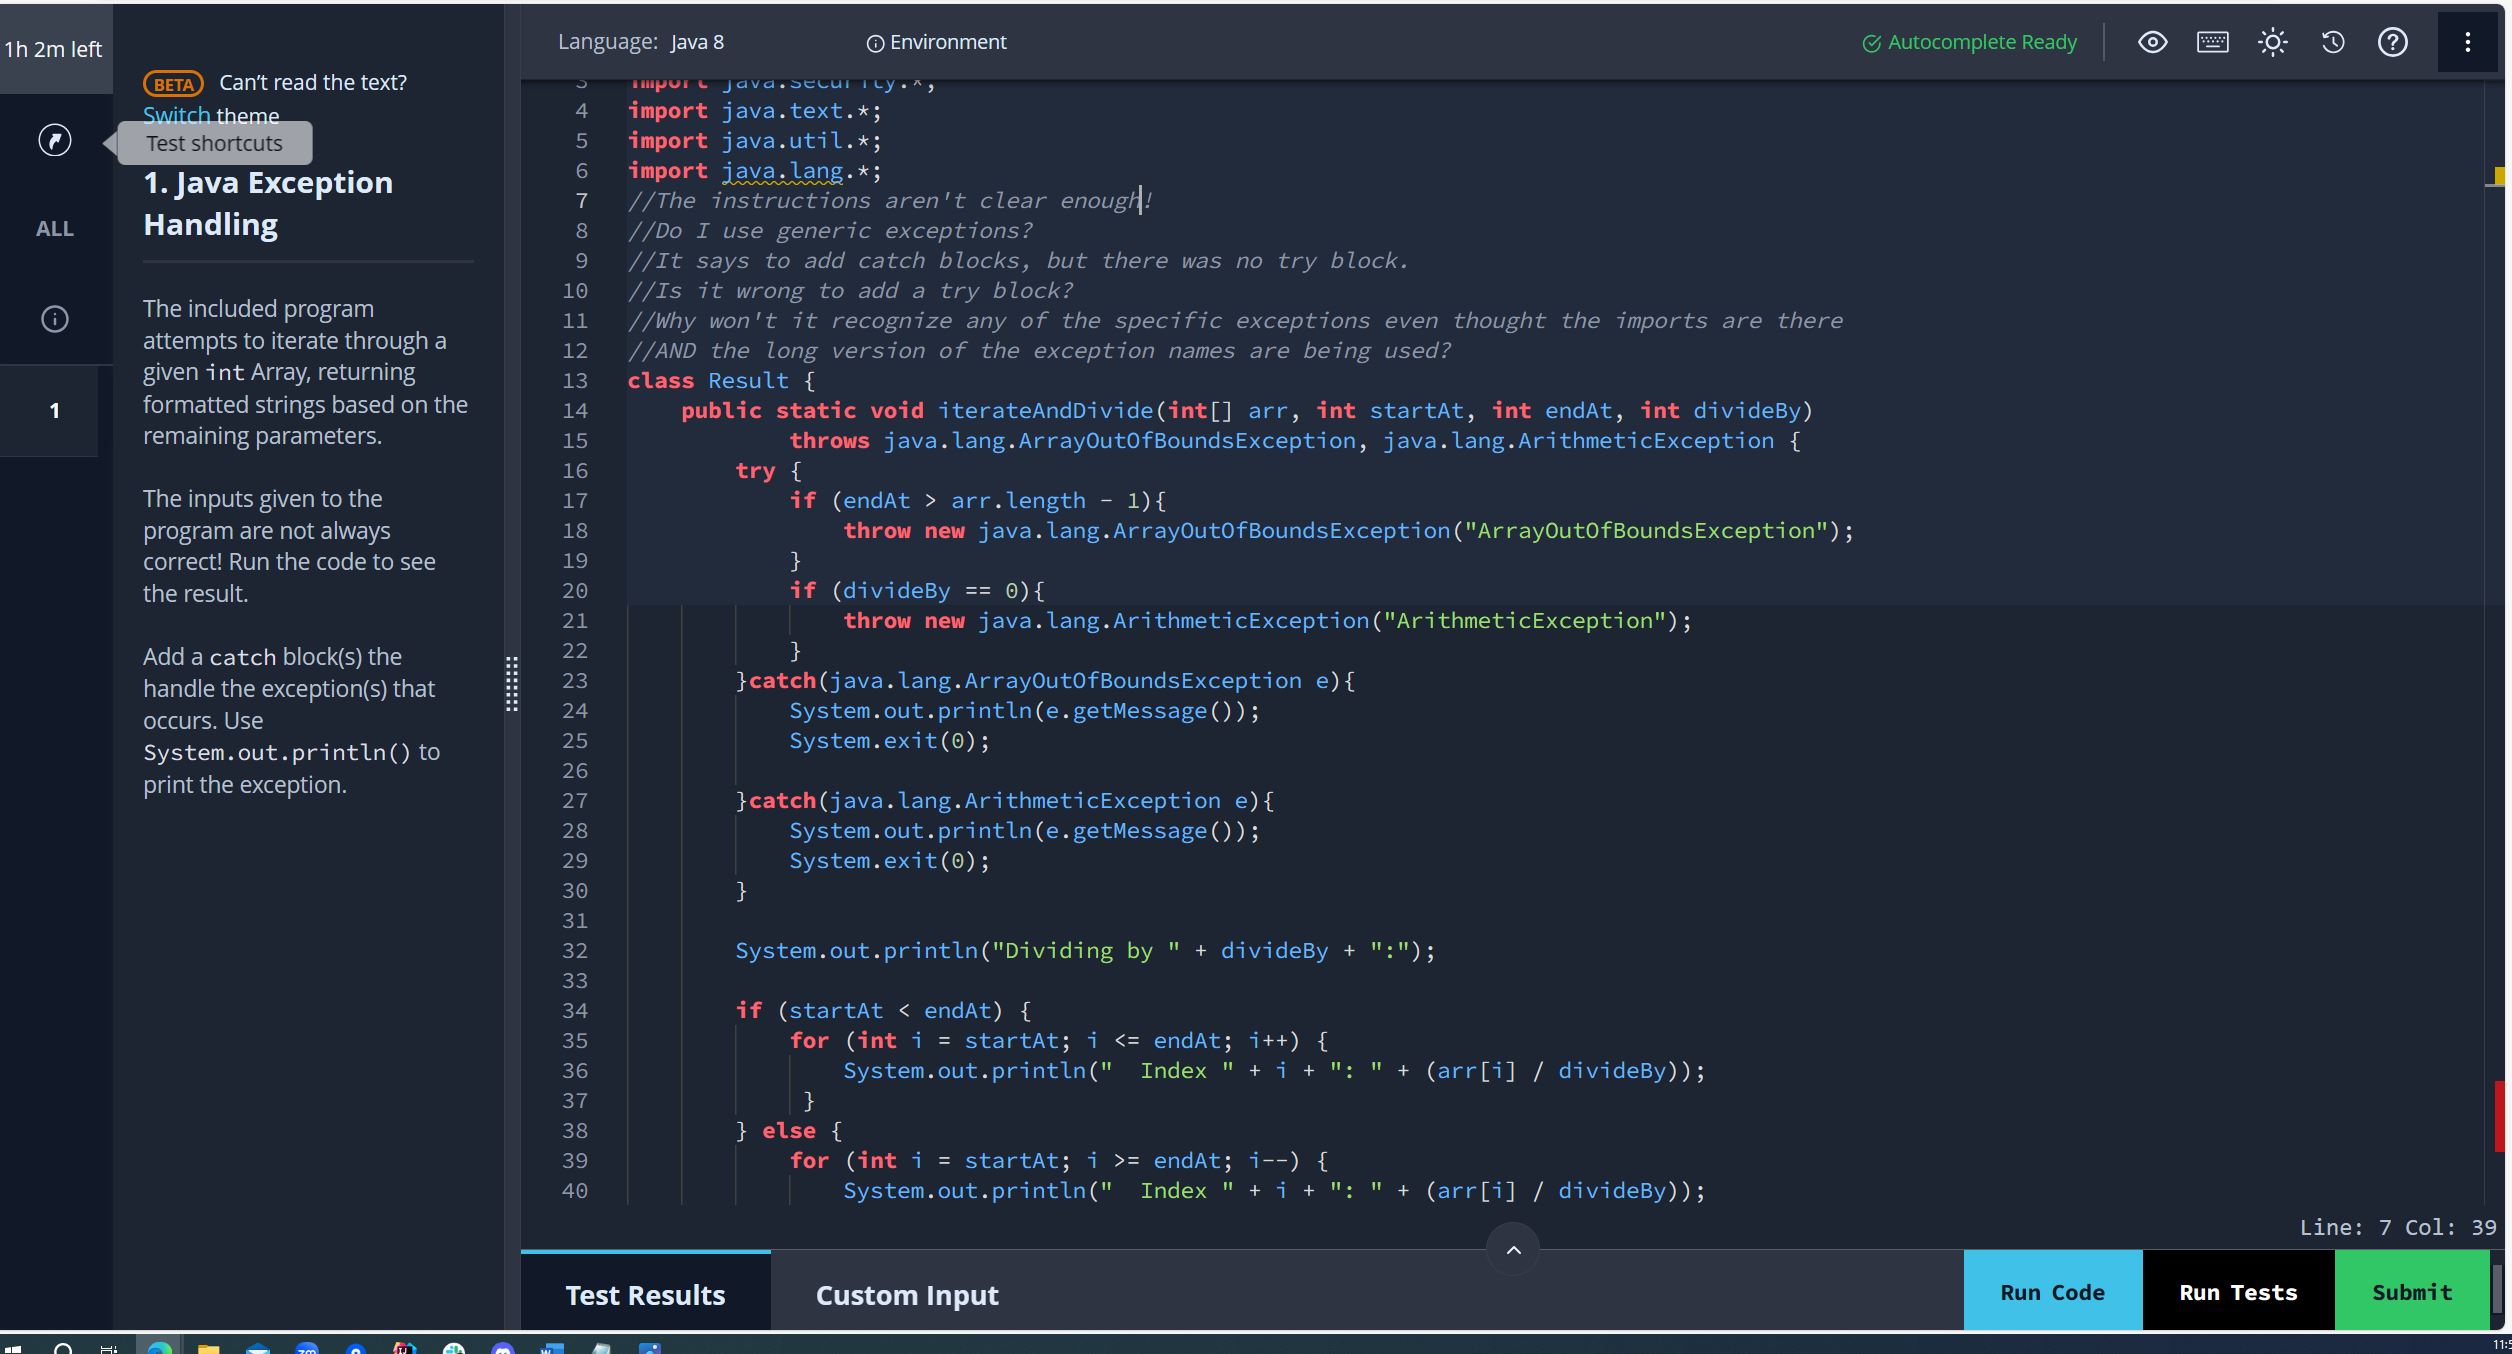 1h 2m left
ALL
1
BETA Can’t read the text?
Switch theme
Test shortcuts
1. Java Exception
Handling
The included program
attempts to iterate through a
given int Array, returning
formatted strings based on the
remaining parameters.
The inputs given to the
program are not always
correct! Run the code to see
the result.
Add a catch block(s) the
handle the exception(s) that
occurs. Use
System.out.println() to
print the exception.
Language: Java 8 Environment Autocomplete Ready
3 import java.security.*;
4 import java.text.*;
5 import java.util.*;
6 import java.lang.*;
7 //The instructions aren't clear enough!
8 //Do I use generic exceptions?
9 //It says to add catch blocks, but there was no try block.
10 //Is it wrong to add a try block?
11 //Why won't it recognize any of the specific exceptions even thought the imports are there
12 //AND the long version of the exception names are being used?
13 class Result {
14 public static void iterateAndDivide(int[] arr, int startAt, int endAt, int divideBy)
15 throws java.lang.ArrayOutOfBoundsException, java.lang.ArithmeticException {
16 try {
17 if (endAt > arr.length - 1){
18 throw new java.lang.ArrayOutOfBoundsException("ArrayOutOfBoundsException");
19 }
20 if (divideBy == 0){
21 throw new java.lang.ArithmeticException("ArithmeticException");
22 }
23 }catch(java.lang.ArrayOutOfBoundsException e){
24 System.out.println(e.getMessage());
25 System.exit(0);
26
27 }catch(java.lang.ArithmeticException e){
28 System.out.println(e.getMessage());
29 System.exit(0);
30 }
31
32 System.out.println("Dividing by " + divideBy + ":");
33
34 if (startAt < endAt) {
35 for (int i = startAt; i <= endAt; i++) {
36 System.out.println("  Index " + i + ": " + (arr[i] / divideBy));
37 }
38 } else {
39 for (int i = startAt; i >= endAt; i--) {
40 System.out.println("  Index " + i + ": " + (arr[i] / divideBy));
Line: 7 Col: 39
Test Results Custom Input Run Code Run Tests Submit